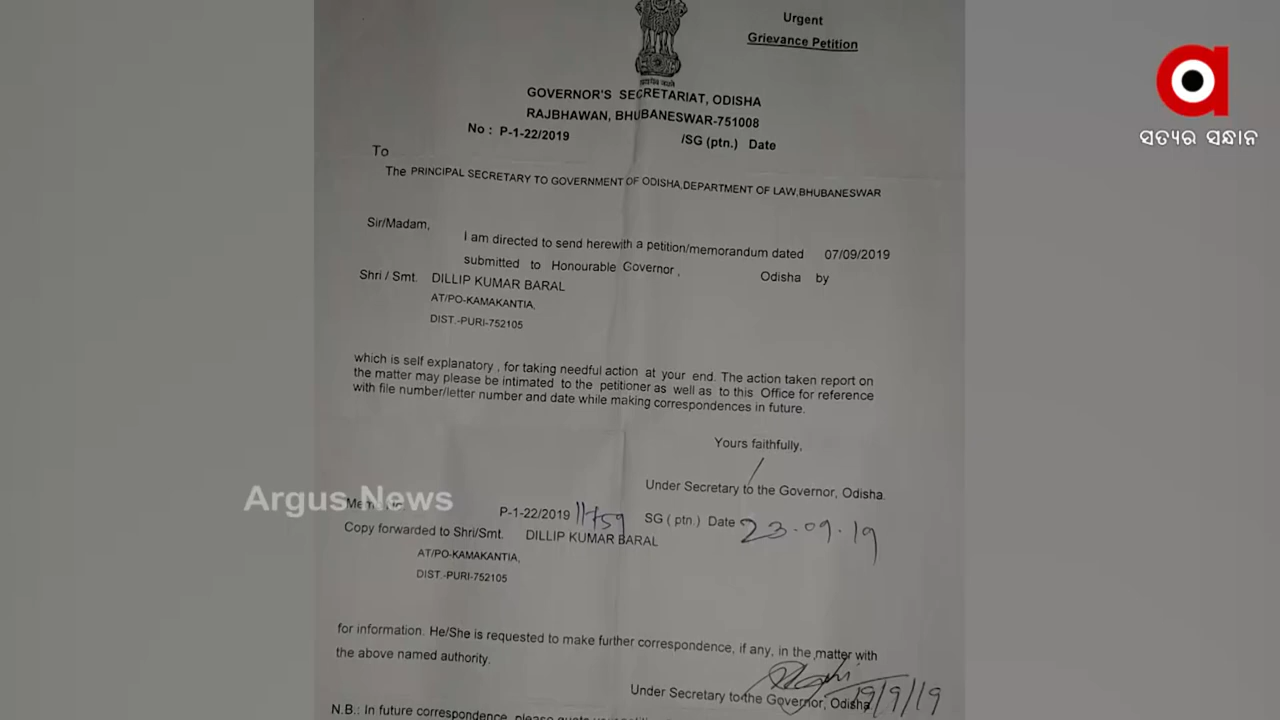 Urgent
Grievance Petition
GOVERNOR'S SECRETARIAT, ODISHA
RAJBHAWAN, BHUBANESWAR-751008
No : P-1-22/2019 /SG (ptn.) Date
To
The PRINCIPAL SECRETARY TO GOVERNMENT OF ODISHA,DEPARTMENT OF LAW,BHUBANESWAR
Sir/Madam,
I am directed to send herewith a petition/memorandum dated 07/09/2019
submitted to Honourable Governor, Odisha by
Shri / Smt. DILLIP KUMAR BARAL
AT/PO-KAMAKANTIA,
DIST.-PURI-752105
which is self explanatory , for taking needful action at your end. The action taken report on
the matter may please be intimated to the petitioner as well as to this Office for reference
with file number/letter number and date while making correspondences in future.
Yours faithfully,
Under Secretary to the Governor, Odisha.
P-1-22/2019 11759 SG ( ptn.) Date 23.09.19
Copy forwarded to Shri/Smt. DILLIP KUMAR BARAL
AT/PO-KAMAKANTIA,
DIST.-PURI-752105
for information. He/She is requested to make further correspondence, if any, in the matter with
the above named authority.
19/9/19
Under Secretary to the Governor, Odisha
N.B.: In future correspondence, please quote
Argus News
ସତ୍ୟର ସନ୍ଧାନ